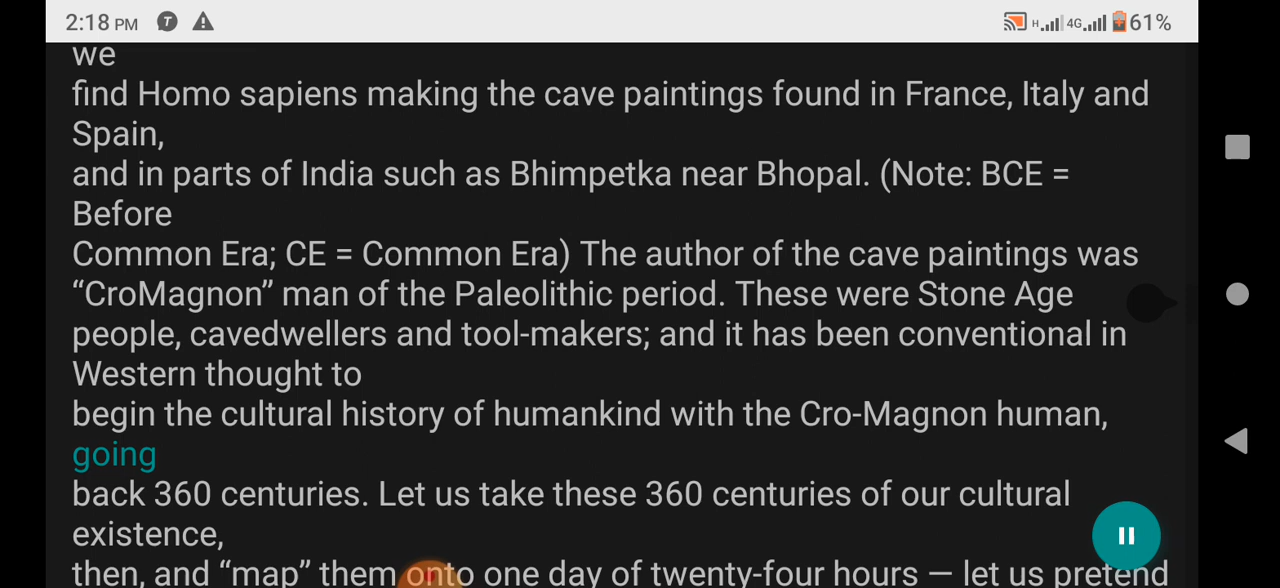 2:18 PM T H 4G 61%
we
find Homo sapiens making the cave paintings found in France, Italy and
Spain,
and in parts of India such as Bhimpetka near Bhopal. (Note: BCE =
Before
Common Era; CE = Common Era) The author of the cave paintings was
“CroMagnon” man of the Paleolithic period. These were Stone Age
people, cavedwellers and tool-makers; and it has been conventional in
Western thought to
begin the cultural history of humankind with the Cro-Magnon human,
going
back 360 centuries. Let us take these 360 centuries of our cultural
existence,
then, and “map” them onto one day of twenty-four hours — let us pretend